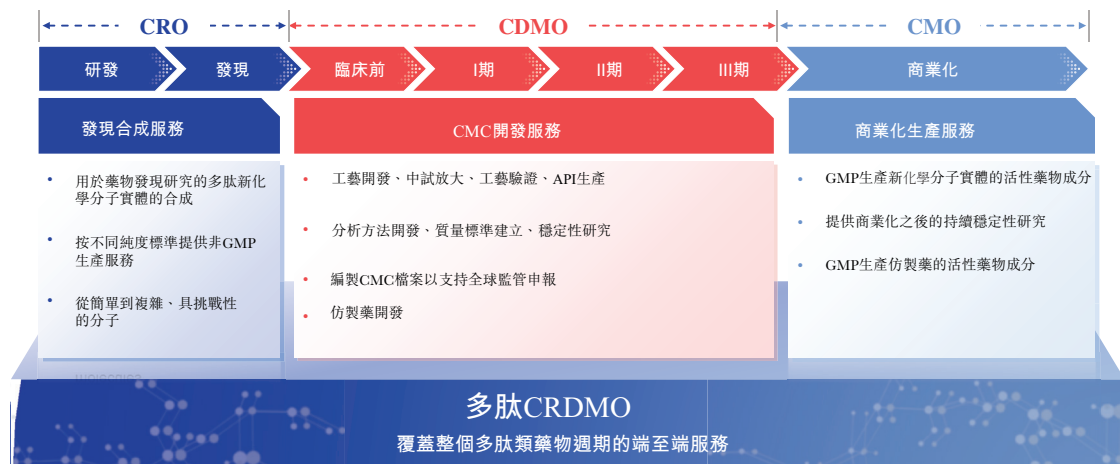 CRO
CDMO
CMO
研發
發現
臨床前
I期
II期
III期
商業化
發現合成服務
CMC開發服務
商業化生產服務
• 用於藥物發現研究的多肽新化
學分子實體的合成
• 按不同純度標準提供非GMP
生產服務
• 從簡單到複雜、具挑戰性
的分子
• 工藝開發、中試放大、工藝驗證、API生產
• 分析方法開發、質量標準建立、穩定性研究
• 編製CMC檔案以支持全球監管申報
• 仿製藥開發
• GMP生產新化學分子實體的活性藥物成分
• 提供商業化之後的持續穩定性研究
• GMP生產仿製藥的活性藥物成分
多肽CRDMO
覆蓋整個多肽類藥物週期的端至端服務